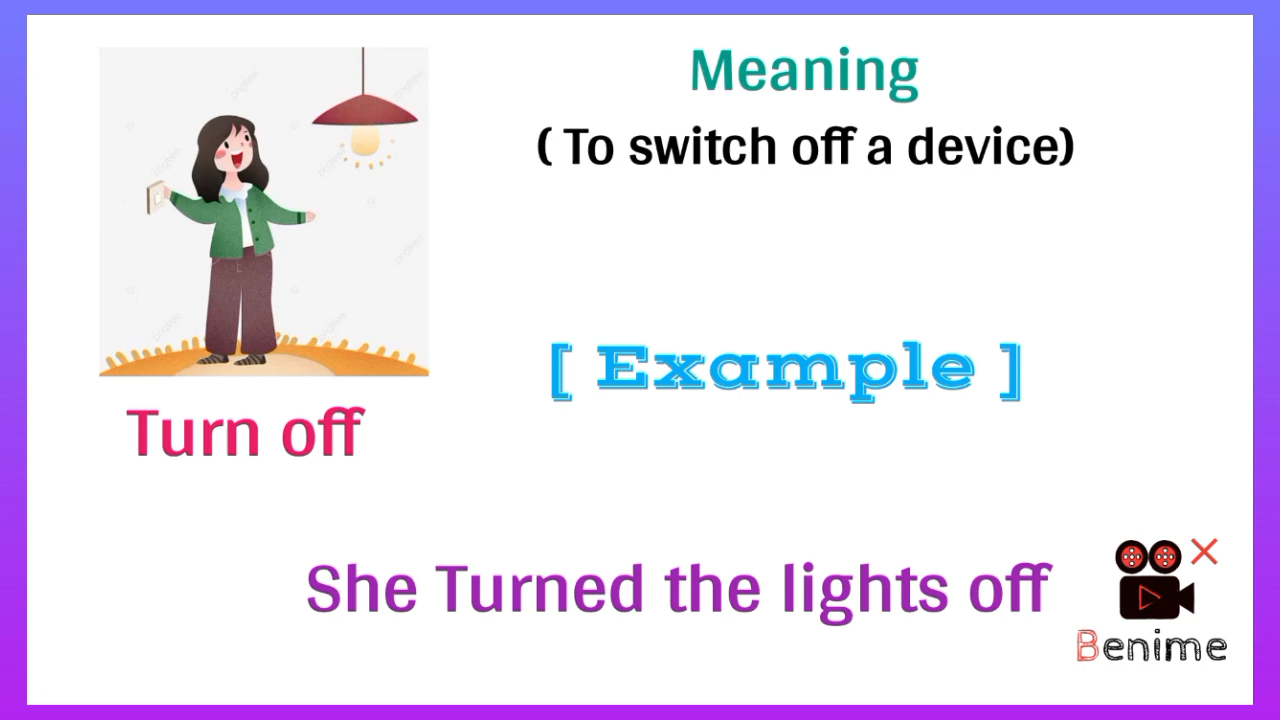 Meaning
( To switch off a device)
[ Example ]
Turn off
She Turned the lights off
Benime